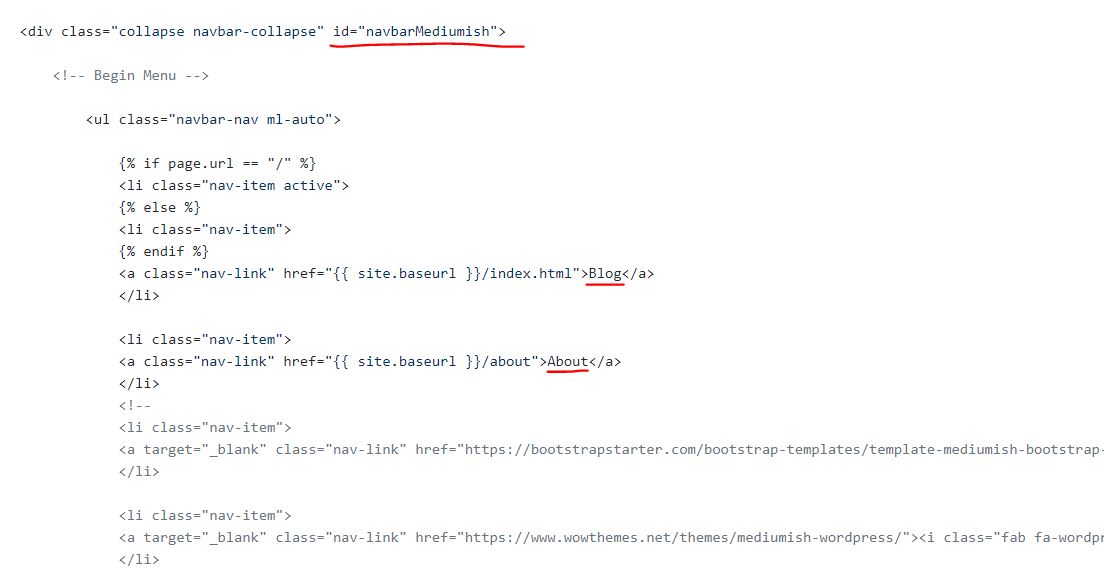 <div class="collapse navbar-collapse" id="navbarMediumish">
<!-- Begin Menu -->
<ul class="navbar-nav ml-auto">
{% if page.url == "/" %}
<li class="nav-item active">
{% else %}
<li class="nav-item">
{% endif %}
<a class="nav-link" href="{{ site.baseurl }}/index.html">Blog</a>
</li>
<li class="nav-item">
<a class="nav-link" href="{{ site.baseurl }}/about">About</a>
</li>
<!--
<li class="nav-item">
<a target="_blank" class="nav-link" href="https://bootstrapstarter.com/bootstrap-templates/template-mediumish-bootstrap-
</li>
<li class="nav-item">
<a target="_blank" class="nav-link" href="https://www.wowthemes.net/themes/mediumish-wordpress/"><i class="fab fa-wordpr
</li>